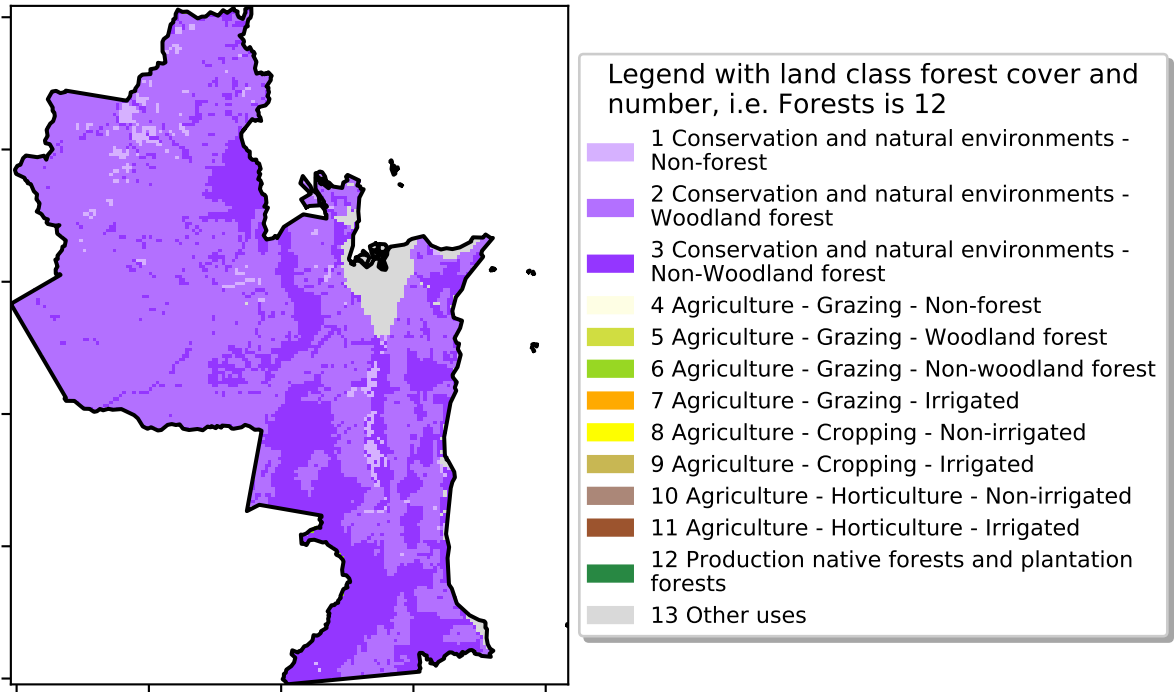 Legend with land class forest cover and
number, i.e. Forests is 12
1 Conservation and natural environments -
Non-forest
2 Conservation and natural environments -
Woodland forest
3 Conservation and natural environments -
Non-Woodland forest
4 Agriculture - Grazing - Non-forest
5 Agriculture - Grazing - Woodland forest
6 Agriculture - Grazing - Non-woodland forest
7 Agriculture - Grazing - Irrigated
8 Agriculture - Cropping - Non-irrigated
9 Agriculture - Cropping - Irrigated
10 Agriculture - Horticulture - Non-irrigated
11 Agriculture - Horticulture - Irrigated
12 Production native forests and plantation
forests
13 Other uses